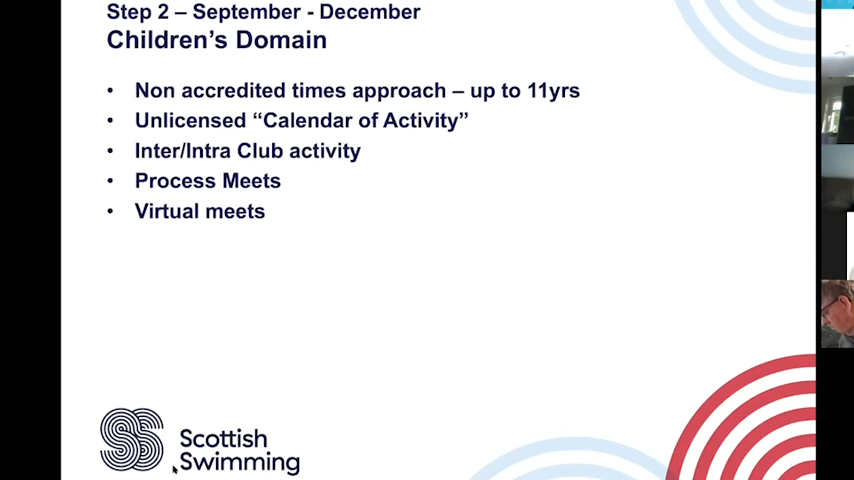 Step 2 – September - December
Children's Domain
• Non accredited times approach – up to 11yrs
• Unlicensed “Calendar of Activity”
• Inter/Intra Club activity
• Process Meets
• Virtual meets
Scottish
Swimming